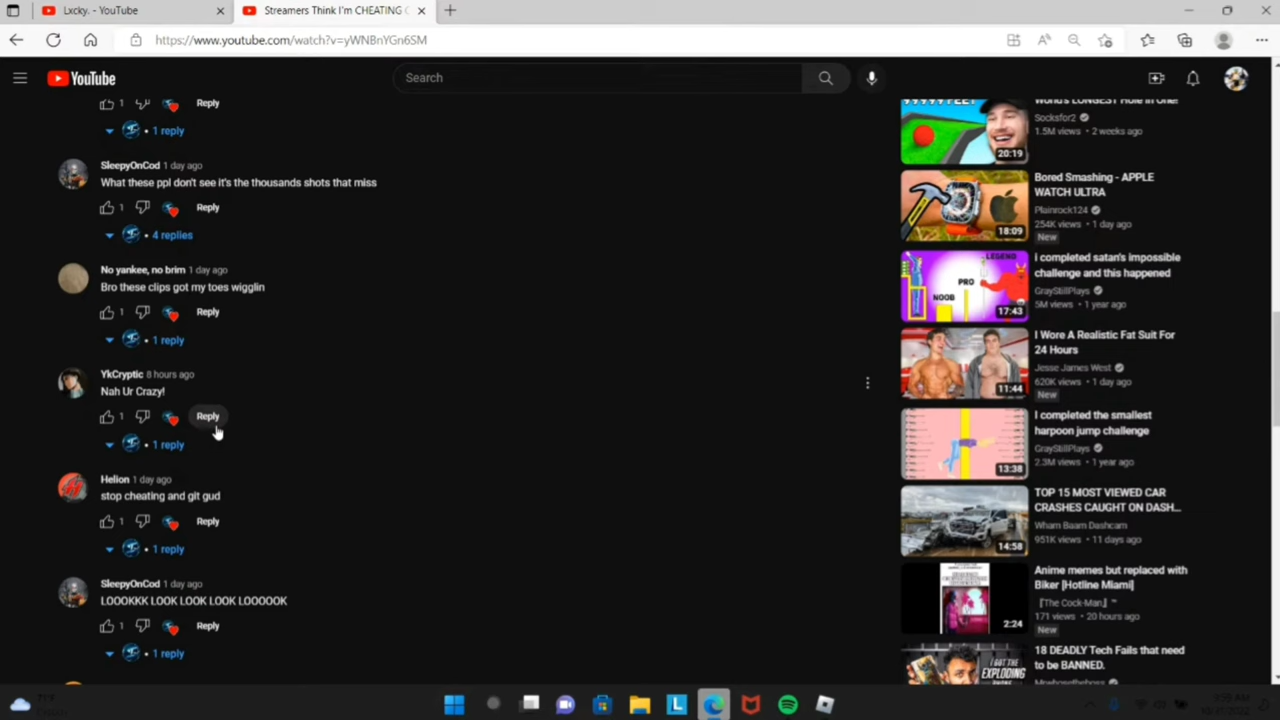 Lxcky. - YouTube
Streamers Think I'm CHEATING
https://www.youtube.com/watch?v=yWNBnYGn6SM
YouTube
Search
1
Reply
1 reply
SleepyOnCod 1 day ago
What these ppl don't see it's the thousands shots that miss
1
Reply
4 replies
No yankee, no brim 1 day ago
Bro these clips got my toes wigglin
1
Reply
1 reply
YkCryptic 8 hours ago
Nah Ur Crazy!
1
Reply
1 reply
Helion 1 day ago
stop cheating and git gud
1
Reply
1 reply
SleepyOnCod 1 day ago
LOOOKKK LOOK LOOK LOOK LOOOOOK
1
Reply
1 reply
World's LONGEST Hole In One!
Socksfor2
1.5M views • 2 weeks ago
20:19
Bored Smashing - APPLE
WATCH ULTRA
Plainrock124
254K views • 1 day ago
New
18:09
i completed satan's impossible
challenge and this happened
GrayStillPlays
5M views • 1 year ago
LEGEND
PRO
NOOB
17:43
I Wore A Realistic Fat Suit For
24 Hours
Jesse James West
620K views • 1 day ago
New
11:44
I completed the smallest
harpoon jump challenge
GrayStillPlays
2.3M views • 1 year ago
13:38
TOP 15 MOST VIEWED CAR
CRASHES CAUGHT ON DASH...
Wham Baam Dashcam
951K views • 11 days ago
14:58
Anime memes but replaced with
Biker [Hotline Miami]
『The Cock-Man』 ™
171 views • 20 hours ago
New
2:24
18 DEADLY Tech Fails that need
to be BANNED.
Mrwhosetheboss
I GOT THE
EXPLODING